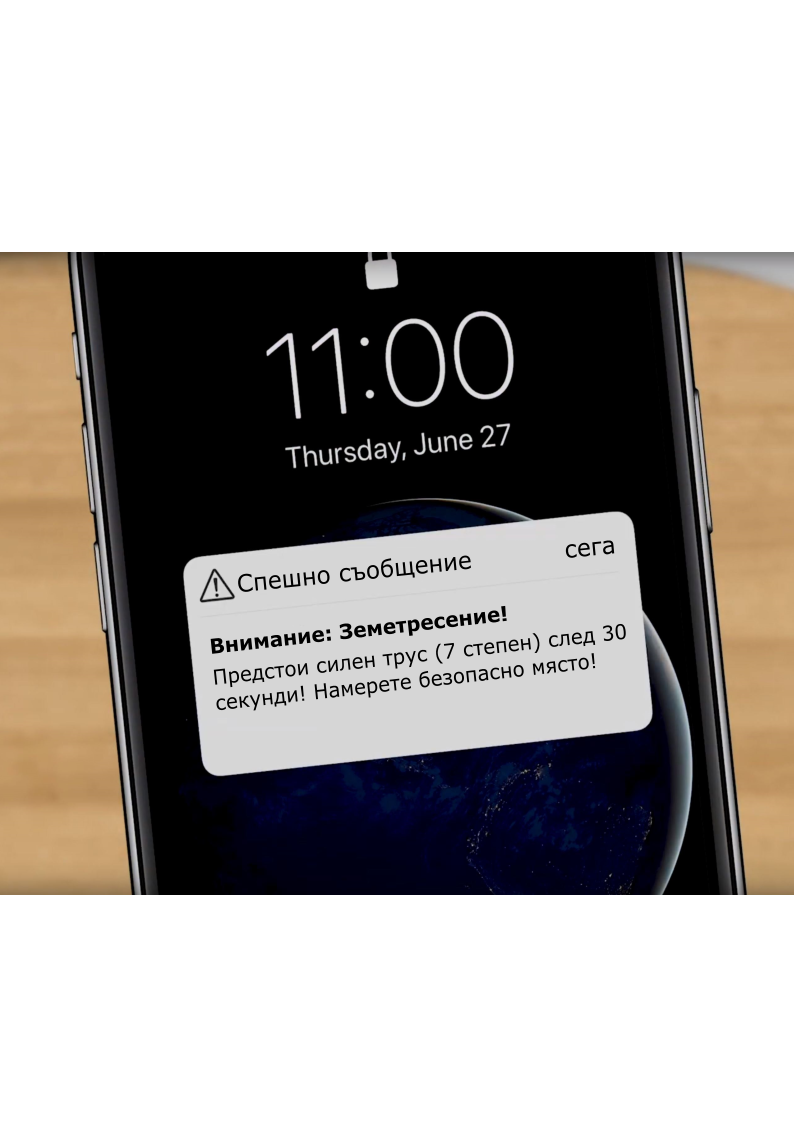 11:00
Thursday, June 27
Спешно съобщение сега
Внимание: Земетресение!
Предстои силен трус (7 степен) след 30
секунди! Намерете безопасно място!